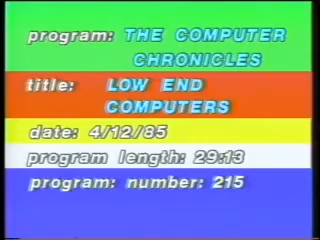 program: THE COMPUTER
CHRONICLES
title: LOW END
COMPUTERS
date: 4/12/85
program length: 29:13
program: number: 215